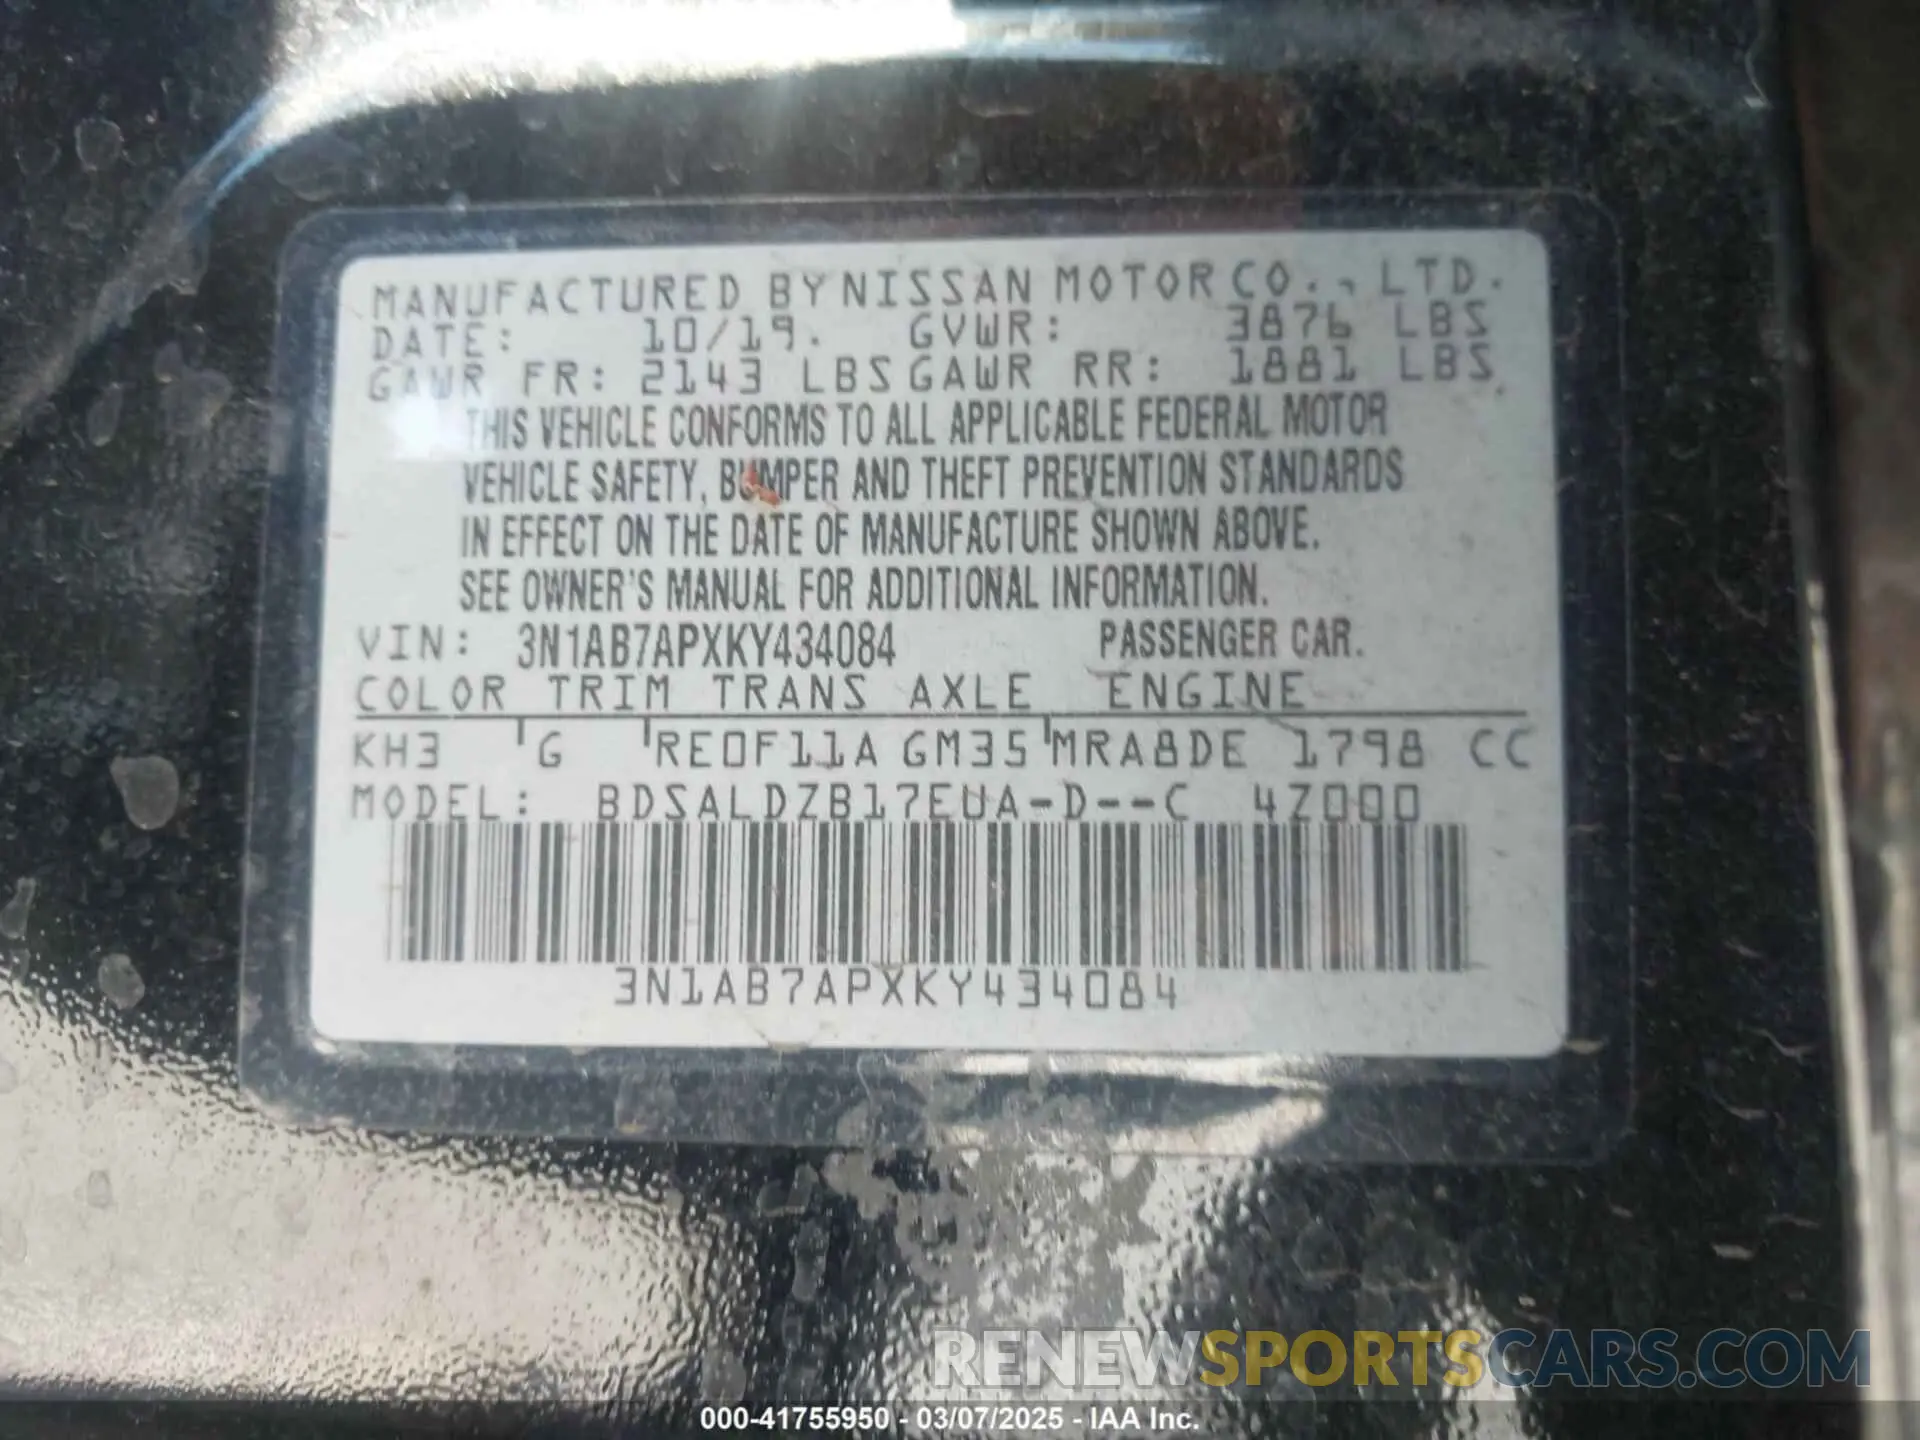 MANUFACTURED BY NISSAN MOTOR CO., LTD.
DATE: 10/19. GVWR: 3876 LBS
GAWR FR: 2143 LBS GAWR RR: 1881 LBS.
THIS VEHICLE CONFORMS TO ALL APPLICABLE FEDERAL MOTOR
VEHICLE SAFETY, BUMPER AND THEFT PREVENTION STANDARDS
IN EFFECT ON THE DATE OF MANUFACTURE SHOWN ABOVE.
SEE OWNER'S MANUAL FOR ADDITIONAL INFORMATION.
VIN: 3N1AB7APXKY434084 PASSENGER CAR.
COLOR TRIM TRANS AXLE ENGINE
KH3 G RE0F11A GM35 MRA8DE 1798 CC
MODEL: BDSALDZB17EUA-D--C 4Z000
3N1AB7APXKY434084
RENEWSPORTSCARS.COM
000-41755950 - 03/07/2025 - IAA Inc.